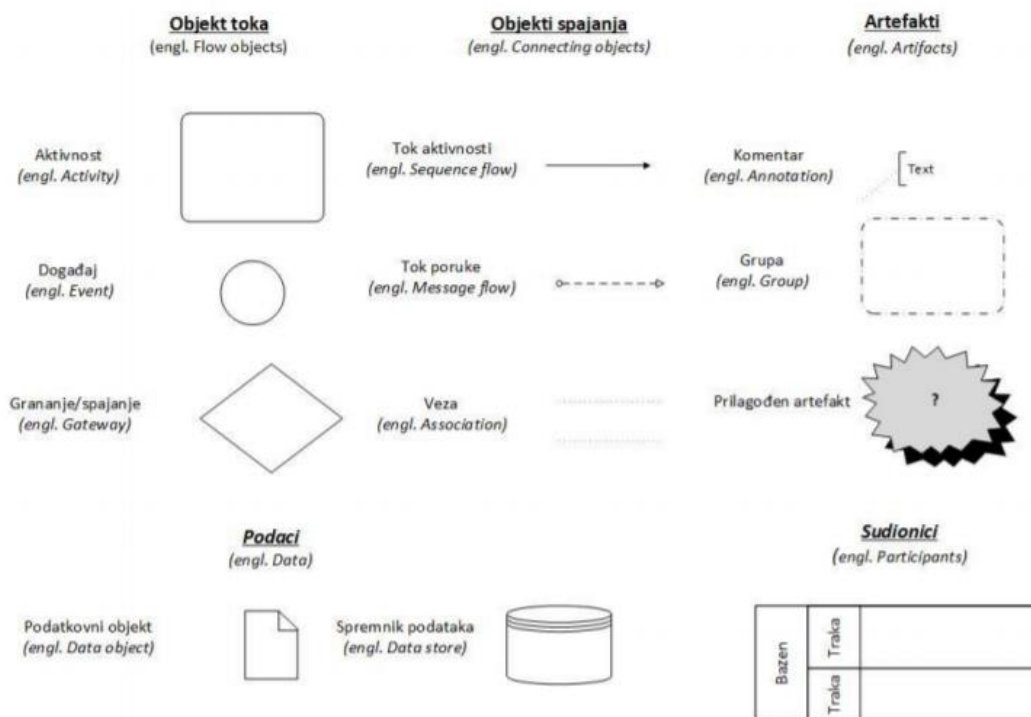 Objekt toka
(engl. Flow objects)
Objekti spajanja
(engl. Connecting objects)
Artefakti
(engl. Artifacts)
Aktivnost
(engl. Activity)
Tok aktivnosti
(engl. Sequence flow)
Komentar
(engl. Annotation)
Text
Događaj
(engl. Event)
Tok poruke
(engl. Message flow)
Grupa
(engl. Group)
Grananje/spajanje
(engl. Gateway)
Veza
(engl. Association)
Prilagođen artefakt
?
Podaci
(engl. Data)
Sudionici
(engl. Participants)
Podatkovni objekt
(engl. Data object)
Spremnik podataka
(engl. Data store)
Bazen
Traka
Traka